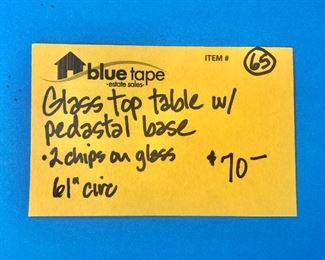 ITEM # 65
blue tape
-estate sales-
Glass top table w/
pedastal base
• 2 chips on glass $70-
61" circ